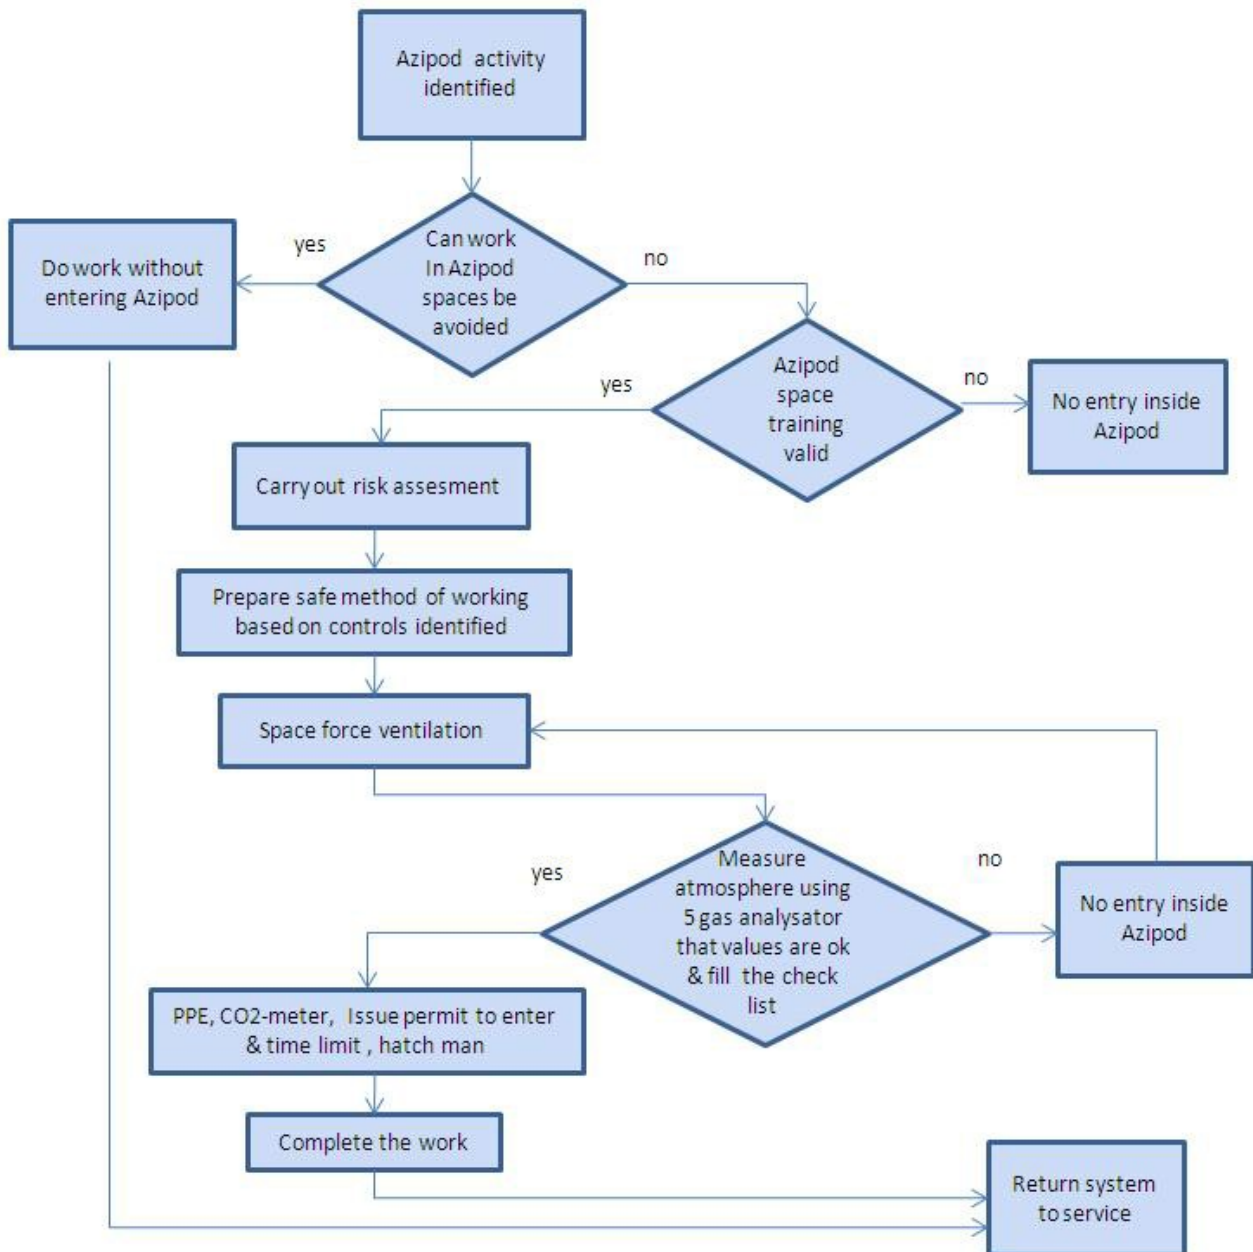 Azipod activity
identified
yes
Can work
In Azipod
spaces be
avoided
no
Do work without
entering Azipod
yes
Azipod
space
training
valid
no
No entry inside
Azipod
Carry out risk assesment
Prepare safe method of working
based on controls identified
Space force ventilation
yes
Measure
atmosphere using
5 gas analysator
that values are ok
& fill the check
list
no
No entry inside
Azipod
PPE, CO2-meter, Issue permit to enter
& time limit , hatch man
Complete the work
Return system
to service